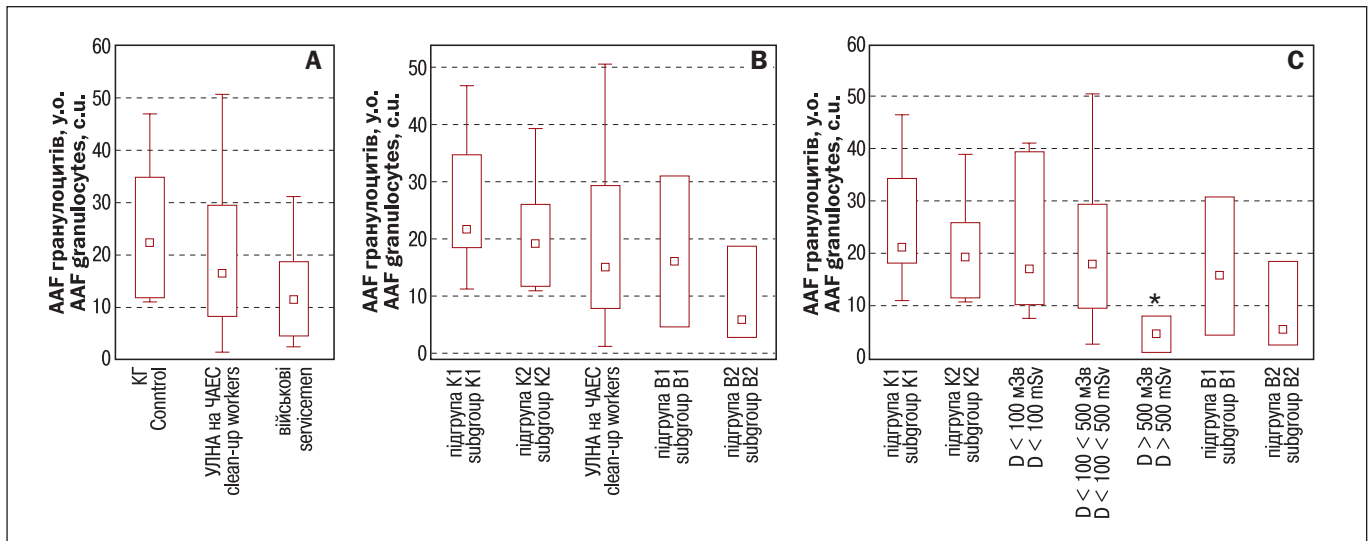 A
AAF гранулоцитів, у.о.
AAF granulocytes, c.u.
60
50
40
30
20
10
0
КГ
Conntrol
УЛНА на ЧАЕС
clean-up workers
військові
servicemen
B
AAF гранулоцитів, у.о.
AAF granulocytes, c.u.
50
40
30
20
10
0
підгрупа К1
subgroup K1
підгрупа К2
subgroup K2
УЛНА на ЧАЕС
clean-up workers
підгрупа В1
subgroup B1
підгрупа В2
subgroup B2
C
AAF гранулоцитів, у.о.
AAF granulocytes, c.u.
60
50
40
30
20
10
0
*
підгрупа К1
subgroup K1
підгрупа К2
subgroup K2
D < 100 мЗв
D < 100 mSv
D < 100 < 500 мЗв
D < 100 < 500 mSv
D > 500 мЗв
D > 500 mSv
підгрупа В1
subgroup B1
підгрупа В2
subgroup B2